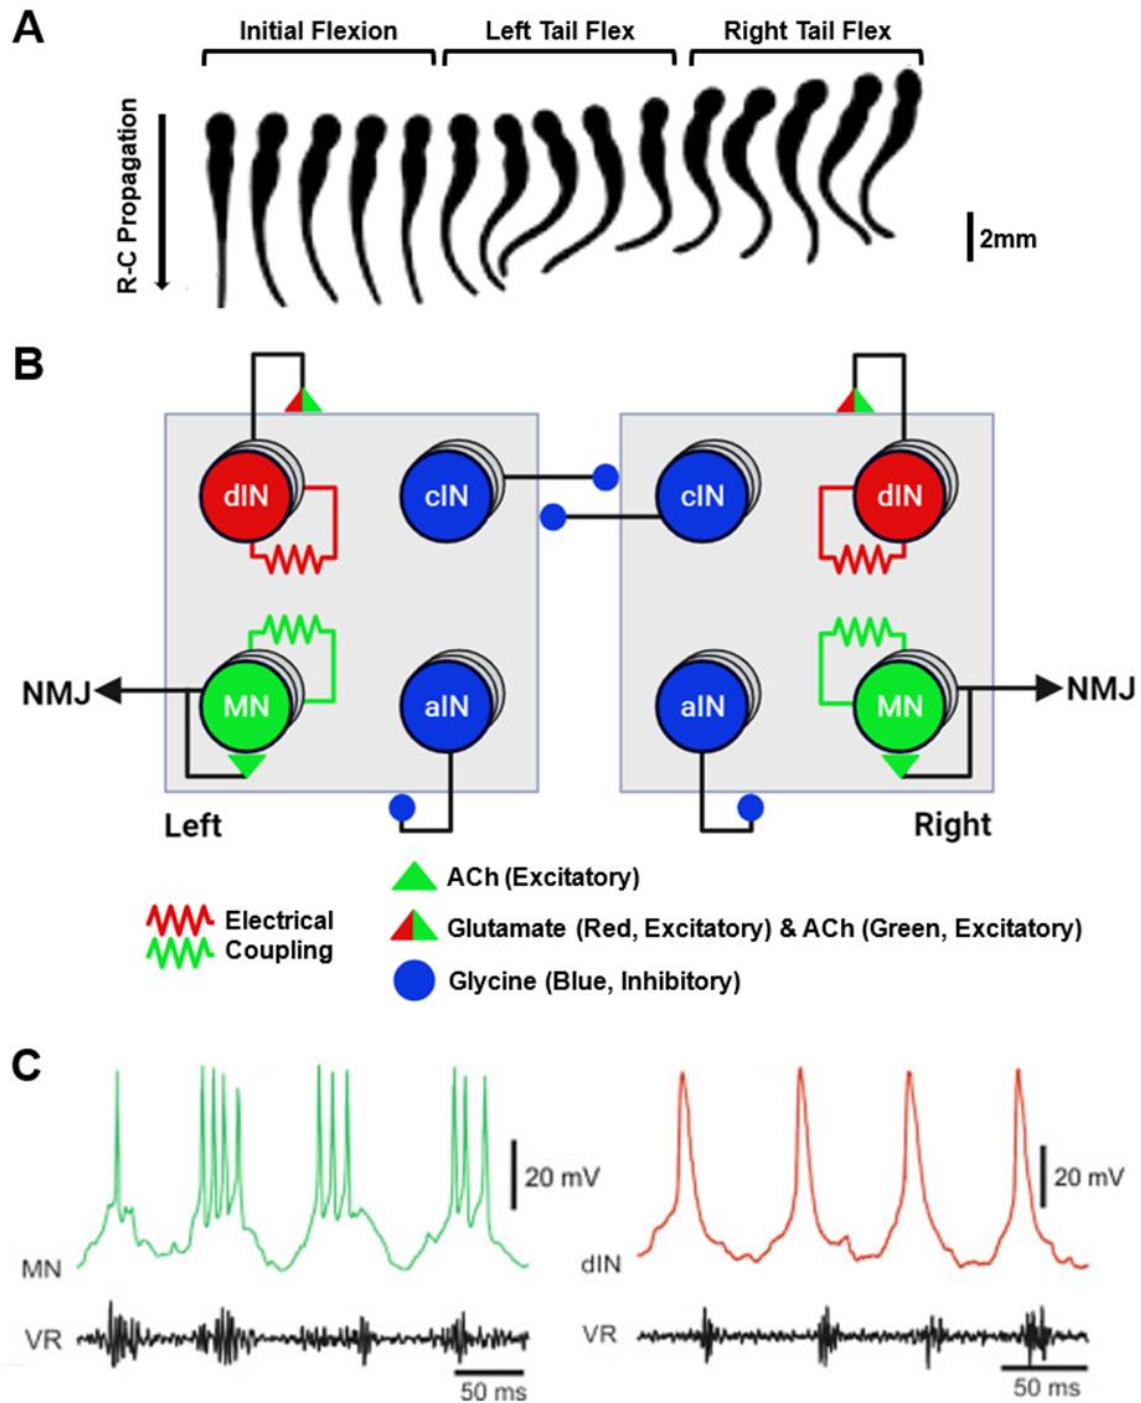 A
Initial Flexion Left Tail Flex Right Tail Flex
R-C Propagation
2mm
B
dIN cIN cIN dIN
NMJ MN aIN aIN MN NMJ
Left Right
ACh (Excitatory)
Electrical
Coupling
Glutamate (Red, Excitatory) & ACh (Green, Excitatory)
Glycine (Blue, Inhibitory)
C
20 mV 20 mV
MN dIN
VR VR
50 ms 50 ms